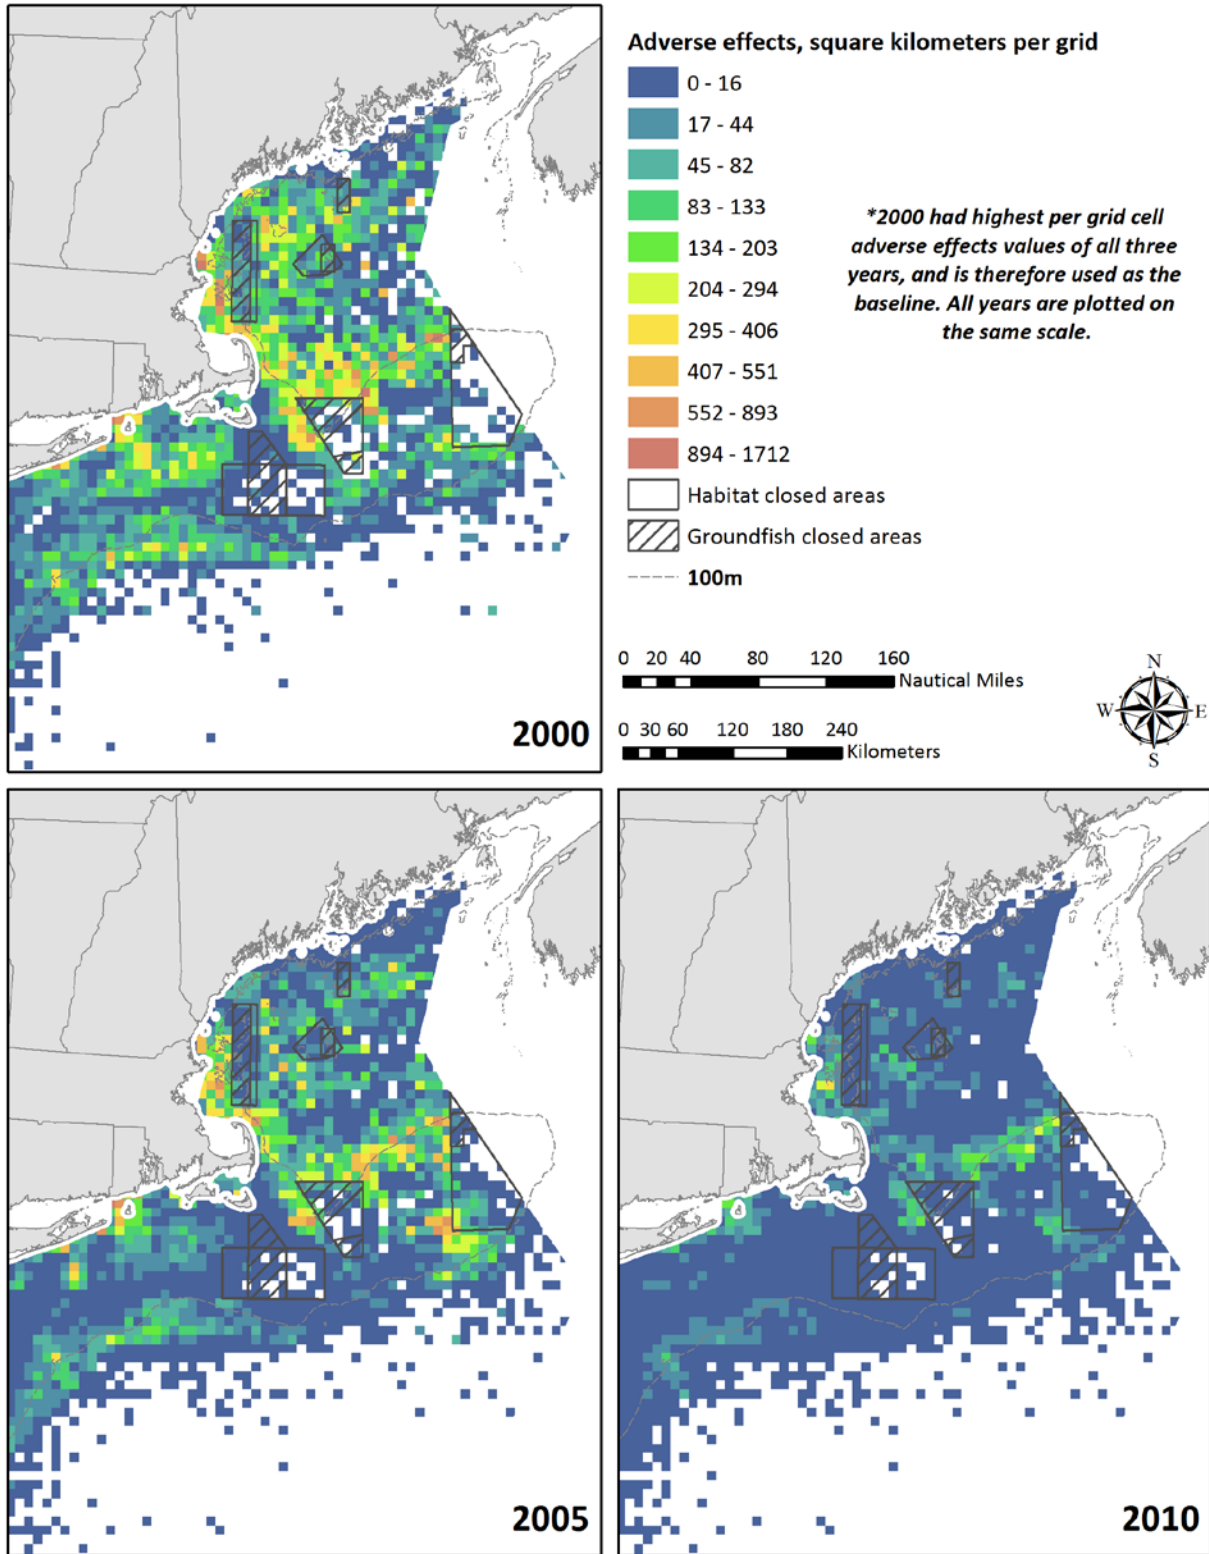 Adverse effects, square kilometers per grid
0 - 16
17 - 44
45 - 82
83 - 133
134 - 203
204 - 294
295 - 406
407 - 551
552 - 893
894 - 1712
Habitat closed areas
Groundfish closed areas
100m
*2000 had highest per grid cell
adverse effects values of all three
years, and is therefore used as the
baseline. All years are plotted on
the same scale.
0 20 40 80 120 160
Nautical Miles
0 30 60 120 180 240
Kilometers
N
W E
S
2000
2005
2010